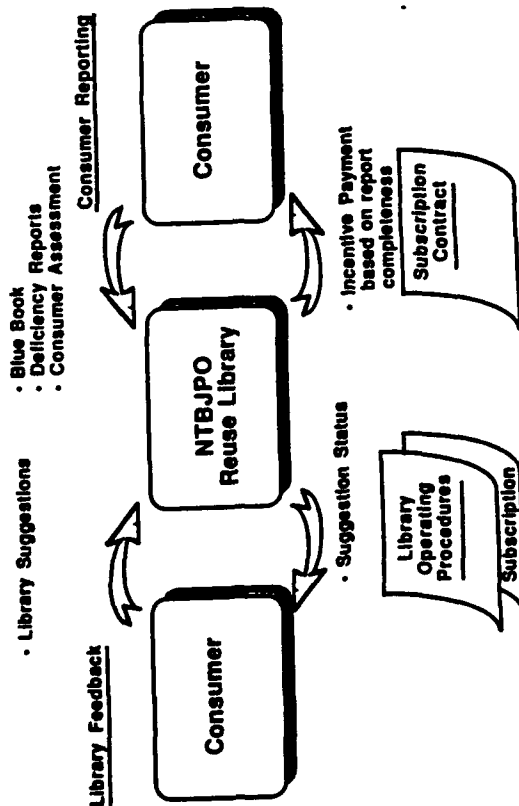 Library Feedback
• Library Suggestions
Consumer
NTBJPO
Reuse Library
• Suggestion Status
Library
Operating
Procedures
Subscription
Consumer Reporting
• Blue Book
• Deficiency Reports
• Consumer Assessment
Consumer
• Incentive Payment
based on report
completeness
Subscription
Contract